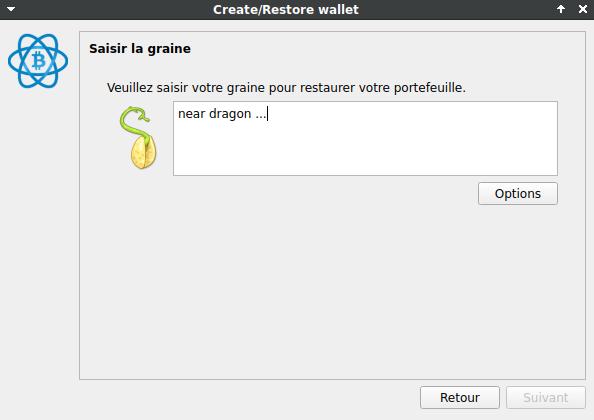 Create/Restore wallet
Saisir la graine
Veuillez saisir votre graine pour restaurer votre portefeuille.
near dragon ...
Options
Retour
Suivant